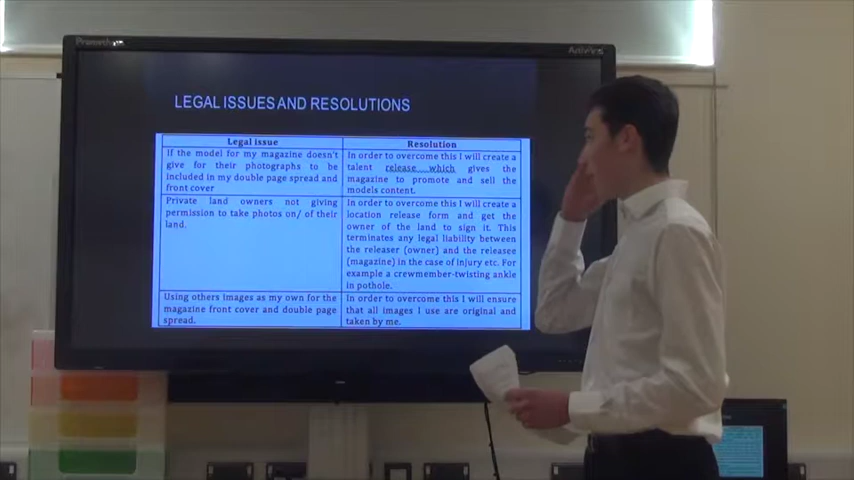 Promethean
Activ
LEGAL ISSUES AND RESOLUTIONS
Legal issue
Resolution
If the model for my magazine doesn't
give for their photographs to be
included in my double page spread and
front cover
In order to overcome this I will create a
talent release which gives the
magazine to promote and sell the
models content.
Private land owners not giving
permission to take photos on/ of their
land.
In order to overcome this I will create a
location release form and get the
owner of the land to sign it. This
terminates any legal liability between
the releaser (owner) and the releasee
(magazine) in the case of injury etc. For
example a crewmember-twisting ankle
in pothole.
Using others images as my own for the
magazine front cover and double page
spread.
In order to overcome this I will ensure
that all images I use are original and
taken by me.